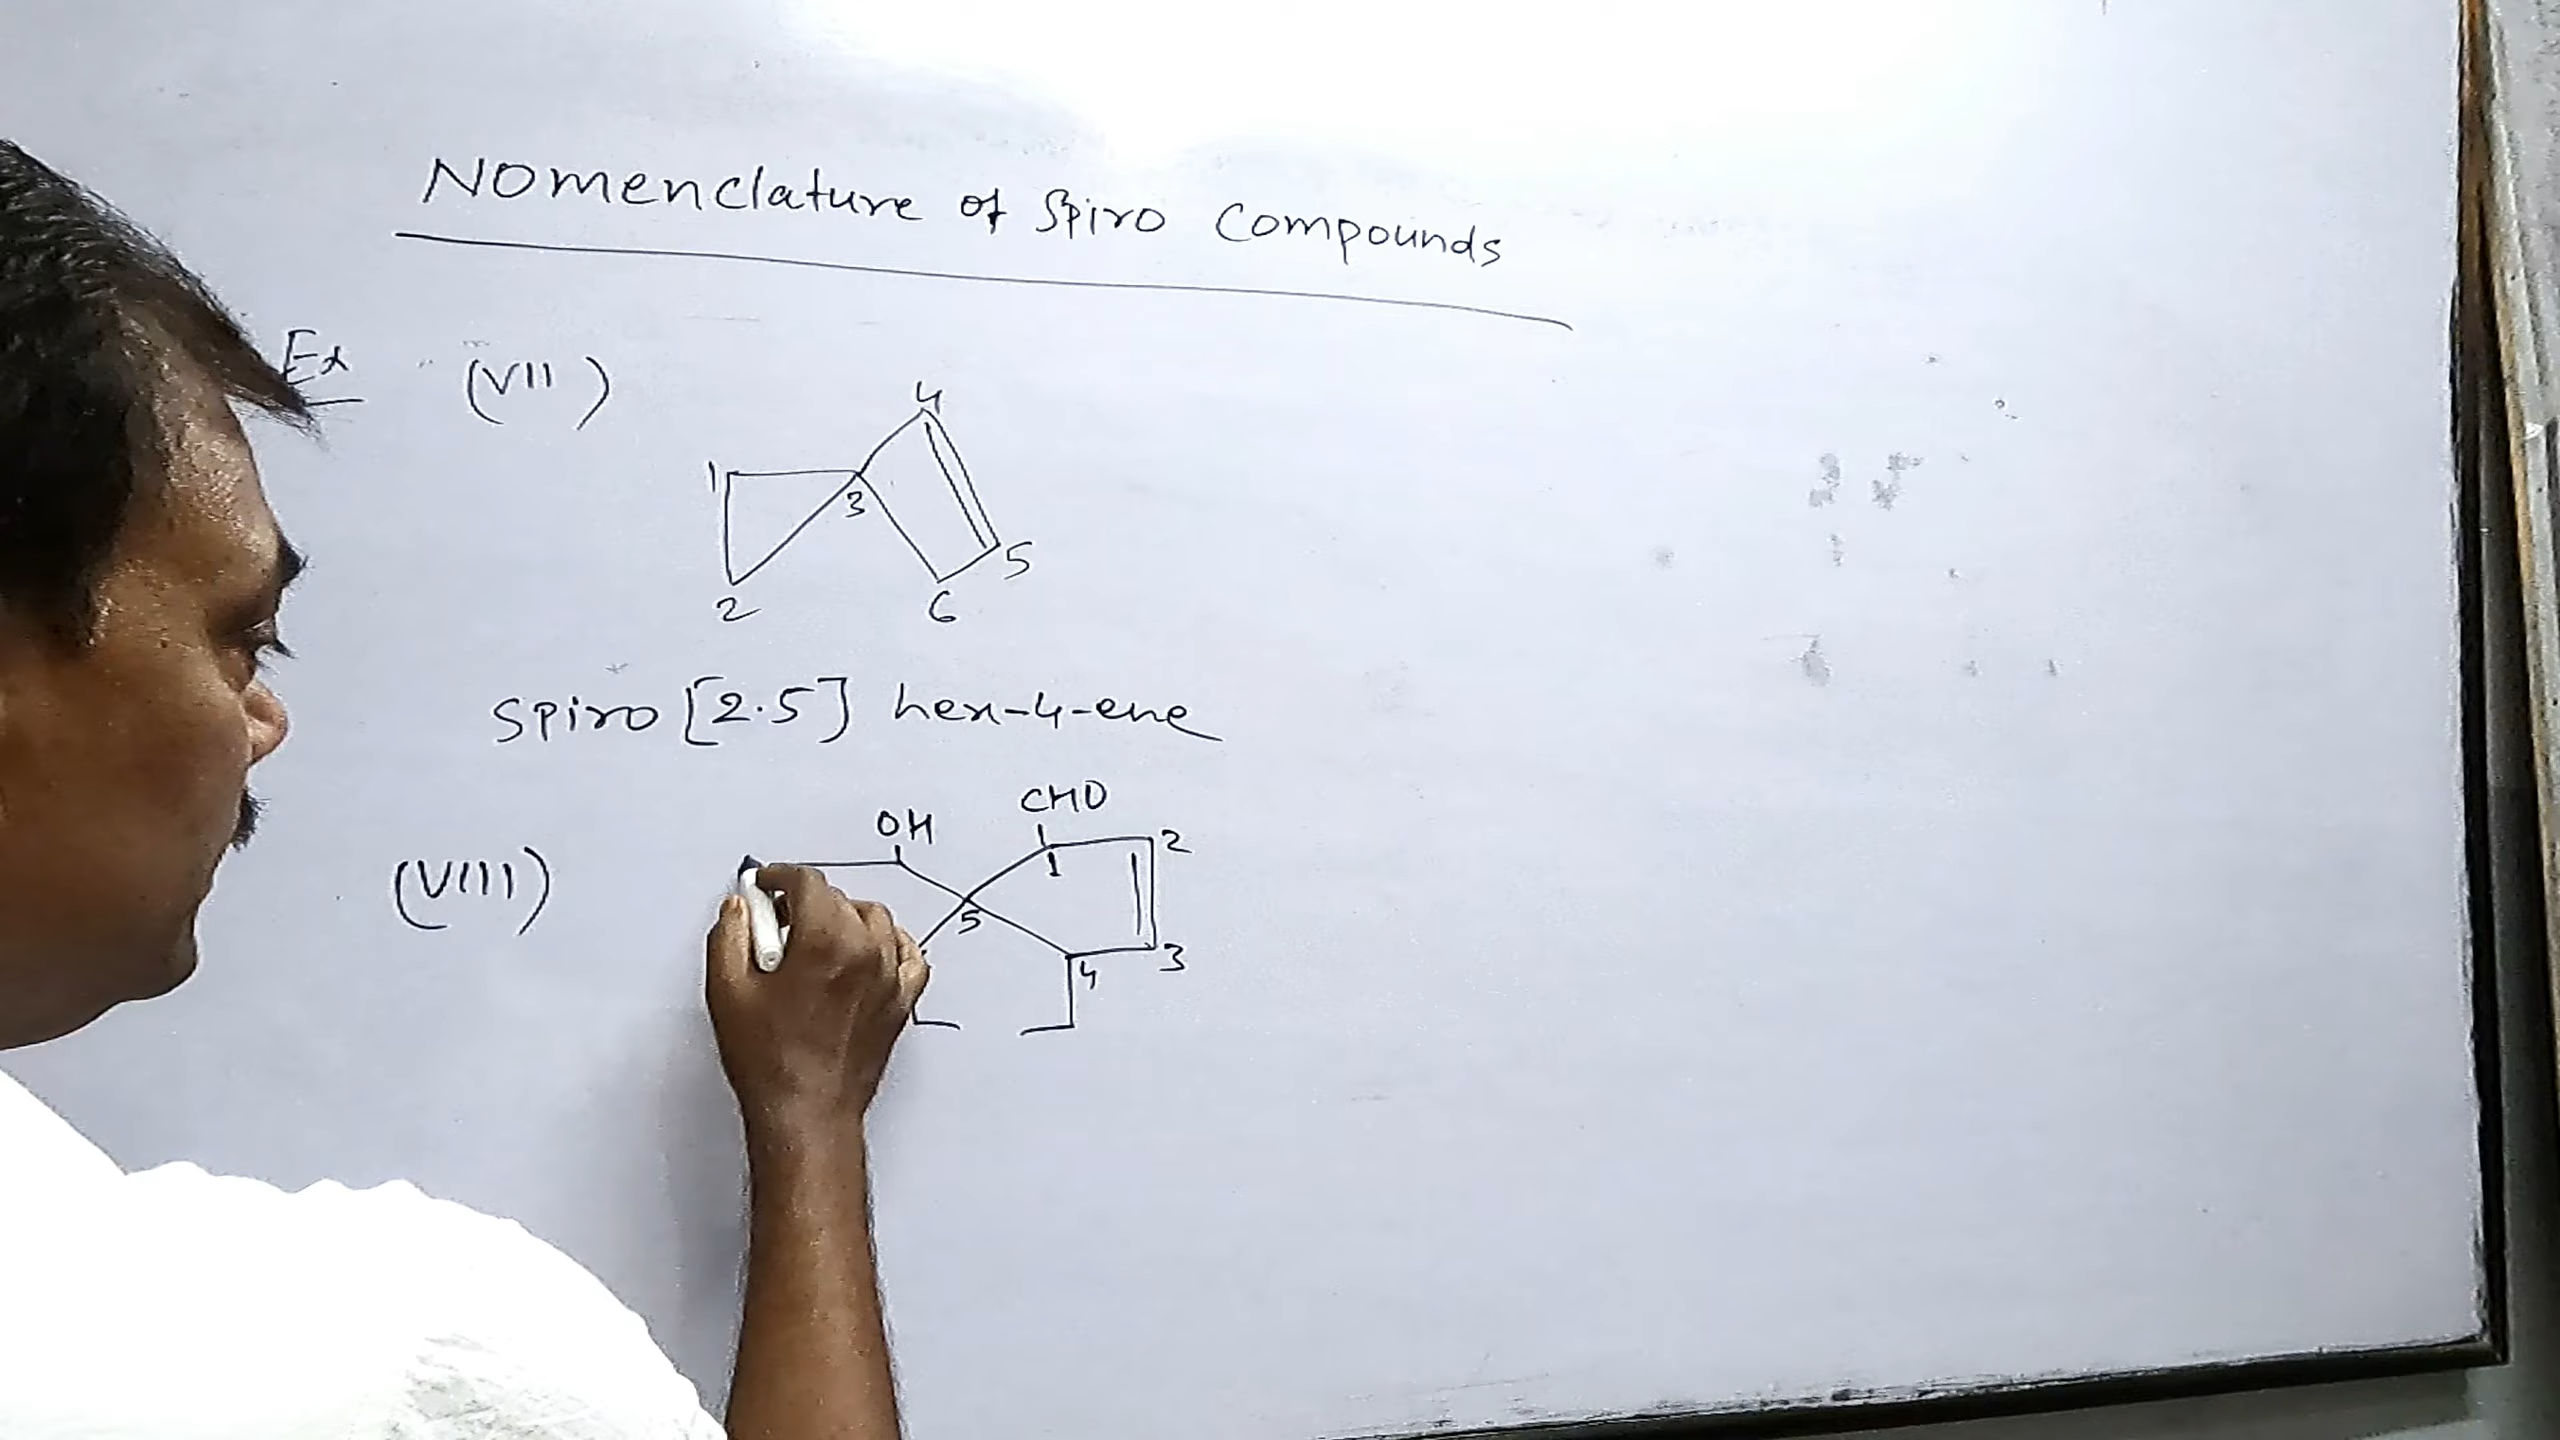 Nomenclature of Spiro Compounds
Ex (VII)
4
1
3
5
2
6
Spiro [2.5] hex-4-ene
CHO
OH
2
1
(VIII)
5
3
4